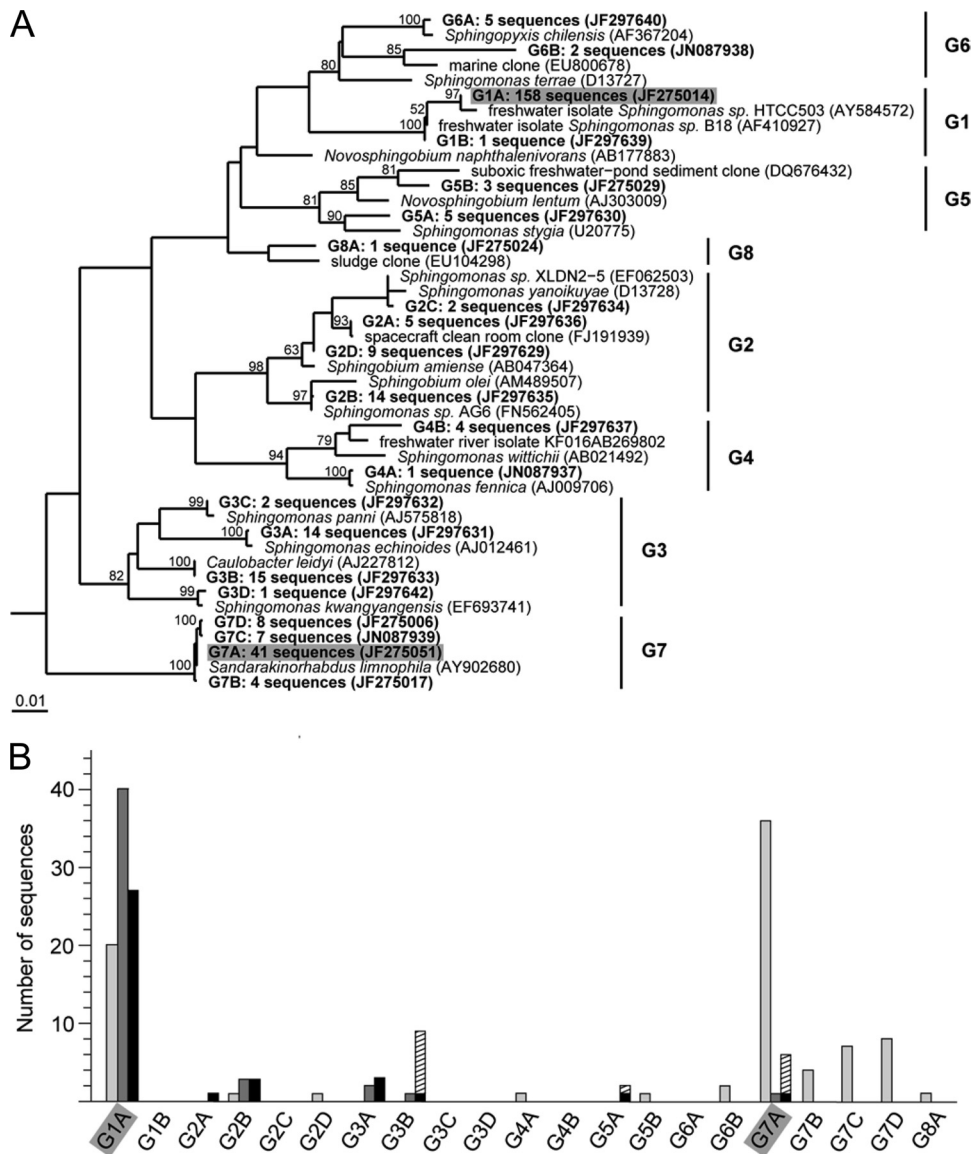 A
G6A: 5 sequences (JF297640)
Sphingopyxis chilensis (AF367204)
G6B: 2 sequences (JN087938)
marine clone (EU800678)
Sphingomonas terrae (D13727)
G1A: 158 sequences (JF275014)
freshwater isolate Sphingomonas sp. HTCC503 (AY584572)
freshwater isolate Sphingomonas sp. B18 (AF410927)
G1B: 1 sequence (JF297639)
Novosphingobium naphthalenivorans (AB177883)
suboxic freshwater-pond sediment clone (DQ676432)
G5B: 3 sequences (JF275029)
Novosphingobium lentum (AJ303009)
G5A: 5 sequences (JF297630)
Sphingomonas stygia (U20775)
G8A: 1 sequence (JF275024)
sludge clone (EU104298)
Sphingomonas sp. XLDN2-5 (EF062503)
Sphingomonas yanoikuyae (D13728)
G2C: 2 sequences (JF297634)
G2A: 5 sequences (JF297636)
spacecraft clean room clone (FJ191939)
G2D: 9 sequences (JF297629)
Sphingobium amiense (AB047364)
Sphingobium olei (AM489507)
G2B: 14 sequences (JF297635)
Sphingomonas sp. AG6 (FN562405)
G4B: 4 sequences (JF297637)
freshwater river isolate KF016AB269802
Sphingomonas wittichii (AB021492)
G4A: 1 sequence (JN087937)
Sphingomonas fennica (AJ009706)
G3C: 2 sequences (JF297632)
Sphingomonas panni (AJ575818)
G3A: 14 sequences (JF297631)
Sphingomonas echinoides (AJ012461)
Caulobacter leidyi (AJ227812)
G3B: 15 sequences (JF297633)
G3D: 1 sequence (JF297642)
Sphingomonas kwangyangensis (EF693741)
G7D: 8 sequences (JF275006)
G7C: 7 sequences (JN087939)
G7A: 41 sequences (JF275051)
Sandarakinorhabdus limnophila (AY902680)
G7B: 4 sequences (JF275017)
100
85
80
97
52
100
81
85
81
90
93
63
98
97
79
94
100
99
100
100
82
99
100
100
G6
G1
G5
G8
G2
G4
G3
G7
0.01
B
Number of sequences
40
30
20
10
G1A
G1B
G2A
G2B
G2C
G2D
G3A
G3B
G3C
G3D
G4A
G4B
G5A
G5B
G6A
G6B
G7A
G7B
G7C
G7D
G8A